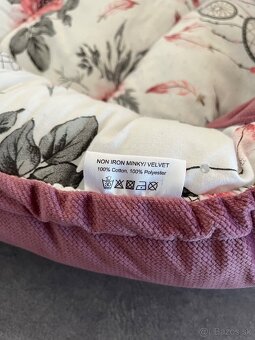 NON IRON MINKY/ VELVET
100% Cotton, 100% Polyester
Bazos.sk